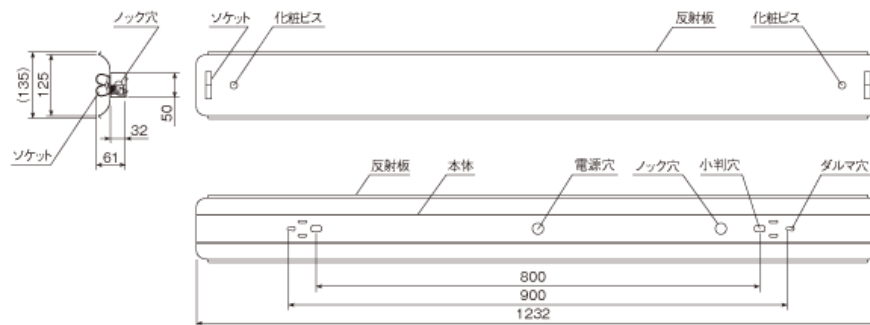 ノック穴
ソケット
化粧ビス
反射板
化粧ビス
(135)
125
50
32
61
ソケット
反射板
本体
電源穴
ノック穴
小判穴
ダルマ穴
800
900
1232